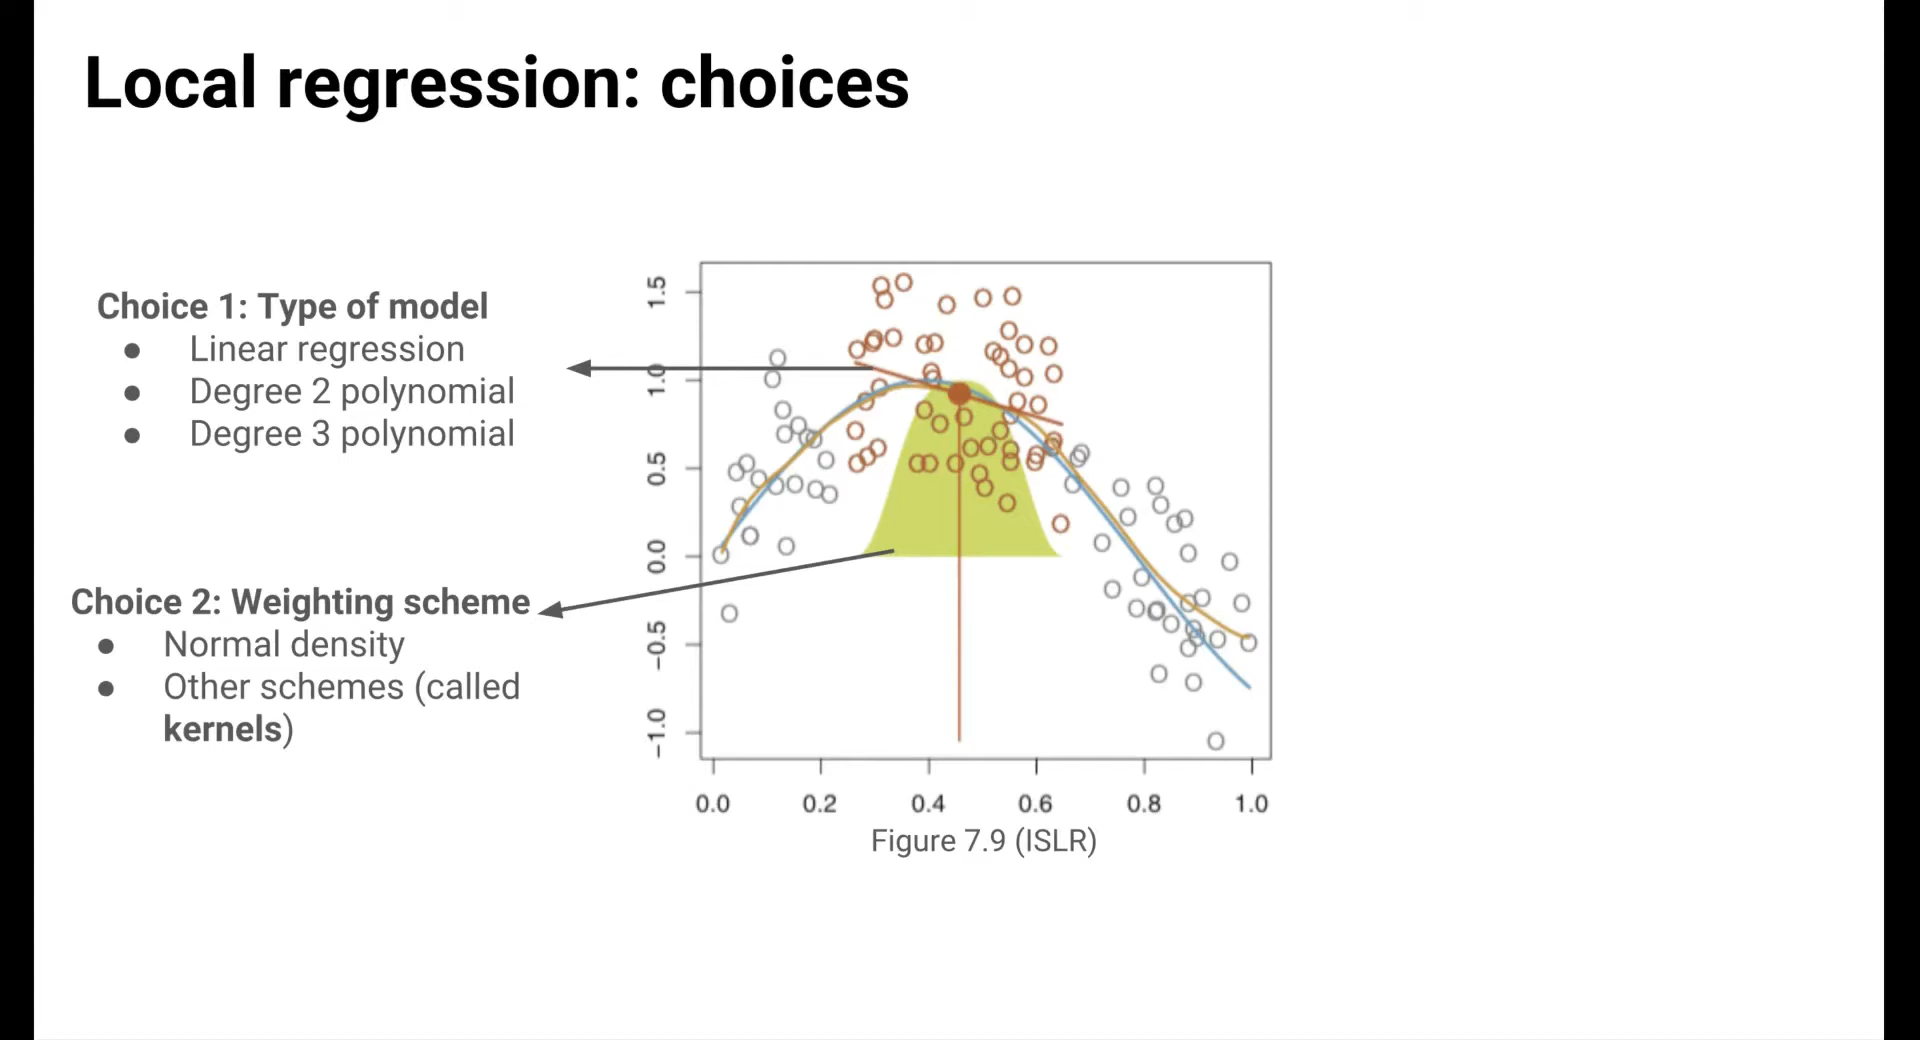 Local regression: choices
Choice 1: Type of model
● Linear regression
● Degree 2 polynomial
● Degree 3 polynomial
Choice 2: Weighting scheme
● Normal density
● Other schemes (called
kernels)
1.5
1.0
0.5
0.0
−0.5
−1.0
0.0 0.2 0.4 0.6 0.8 1.0
Figure 7.9 (ISLR)